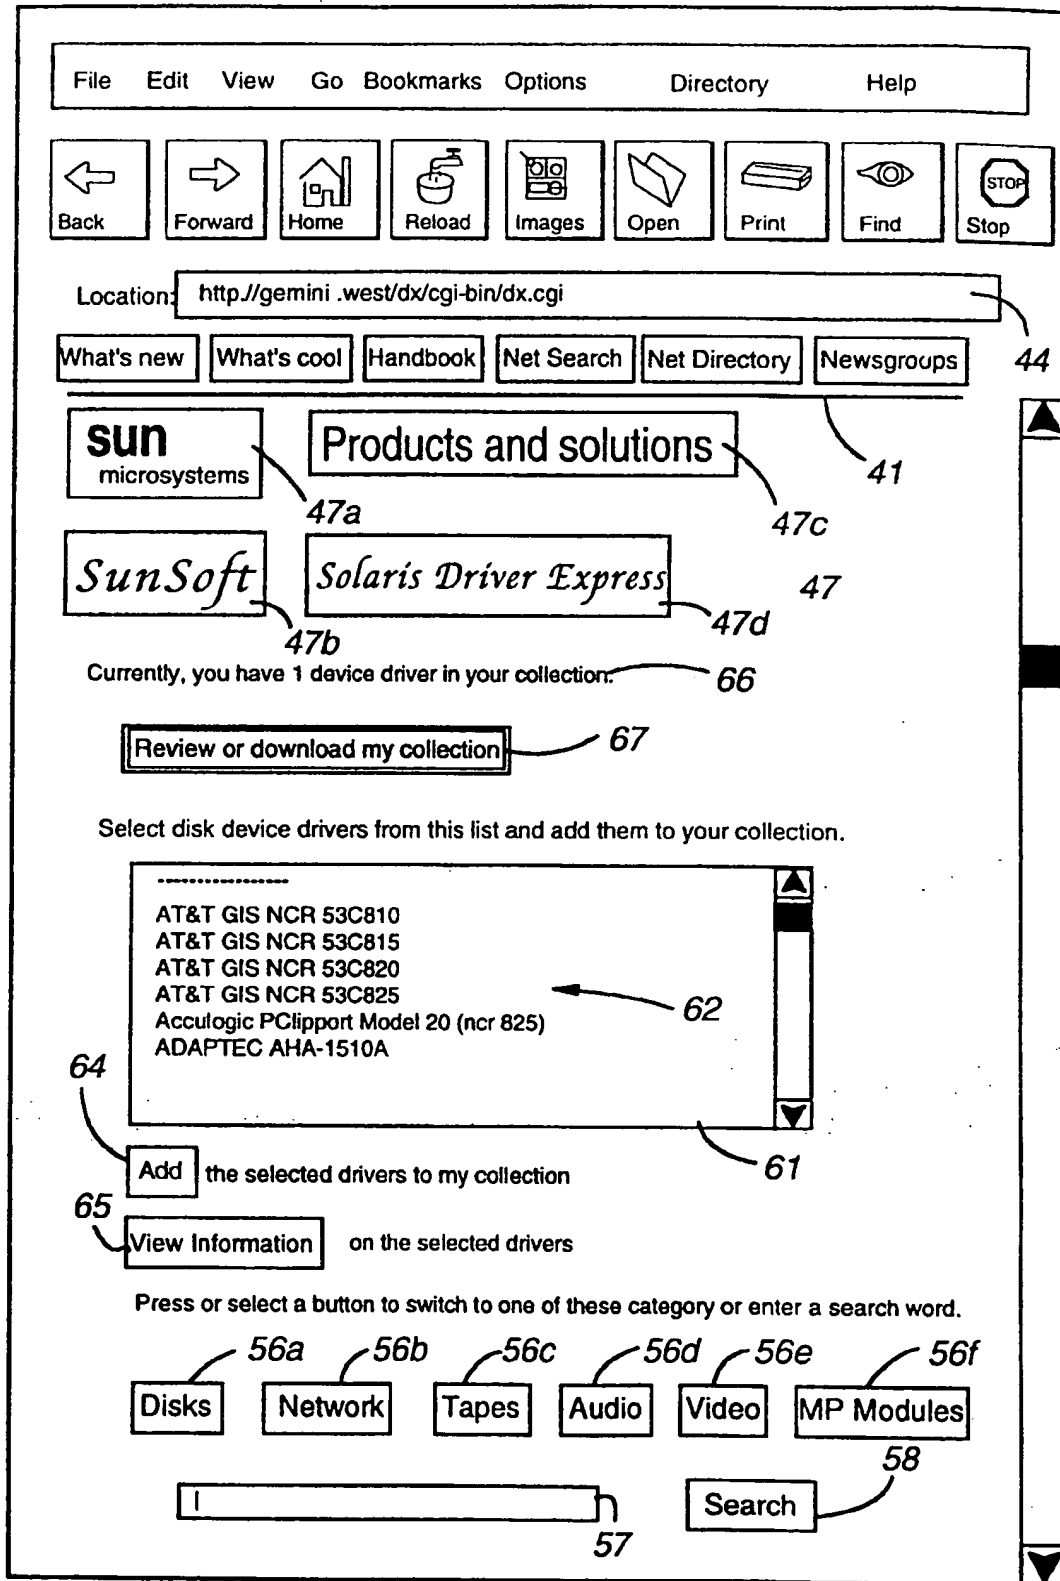 File Edit View Go Bookmarks Options Directory Help
Back Forward Home Reload Images Open Print Find STOP Stop
Location: http.//gemini .west/dx/cgi-bin/dx.cgi
44
What's new What's cool Handbook Net Search Net Directory Newsgroups
41
sun microsystems
47a
Products and solutions
47c
SunSoft
47b
Solaris Driver Express
47d
47
Currently, you have 1 device driver in your collection.
66
Review or download my collection
67
Select disk device drivers from this list and add them to your collection.
----------------
AT&T GIS NCR 53C810
AT&T GIS NCR 53C815
AT&T GIS NCR 53C820
AT&T GIS NCR 53C825
Acculogic PClipport Model 20 (ncr 825)
ADAPTEC AHA-1510A
62
61
64
Add the selected drivers to my collection
65
View Information on the selected drivers
Press or select a button to switch to one of these category or enter a search word.
56a 56b 56c 56d 56e 56f
Disks Network Tapes Audio Video MP Modules
58
Search
57